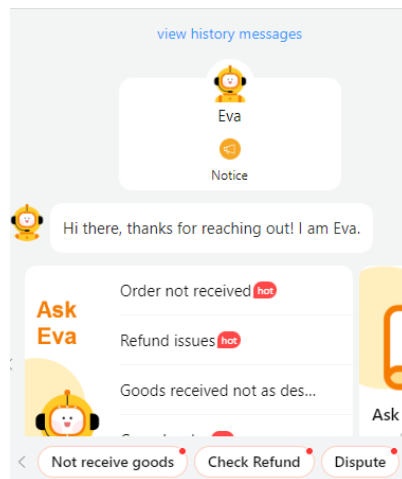 view history messages
Eva
Notice
Hi there, thanks for reaching out! I am Eva.
Ask
Eva
Order not received hot
Refund issues hot
Goods received not as des...
Ask
Not receive goods
Check Refund
Dispute